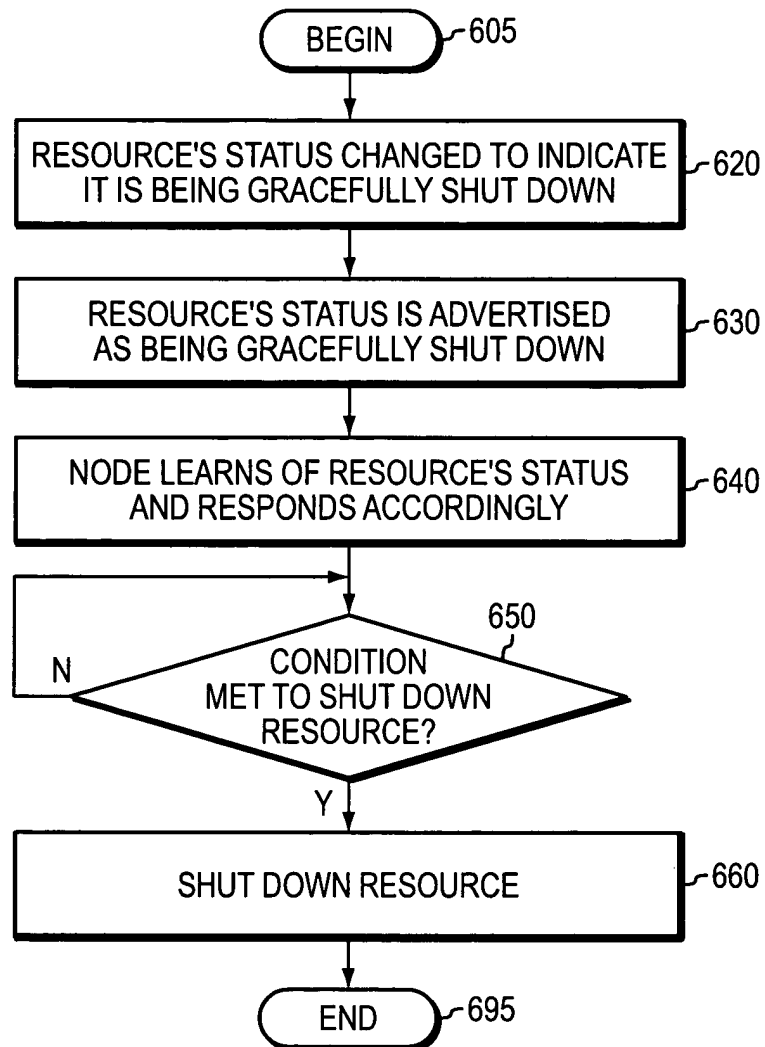 BEGIN
605
RESOURCE'S STATUS CHANGED TO INDICATE
IT IS BEING GRACEFULLY SHUT DOWN
620
RESOURCE'S STATUS IS ADVERTISED
AS BEING GRACEFULLY SHUT DOWN
630
NODE LEARNS OF RESOURCE'S STATUS
AND RESPONDS ACCORDINGLY
640
650
N
CONDITION
MET TO SHUT DOWN
RESOURCE?
Y
SHUT DOWN RESOURCE
660
END
695